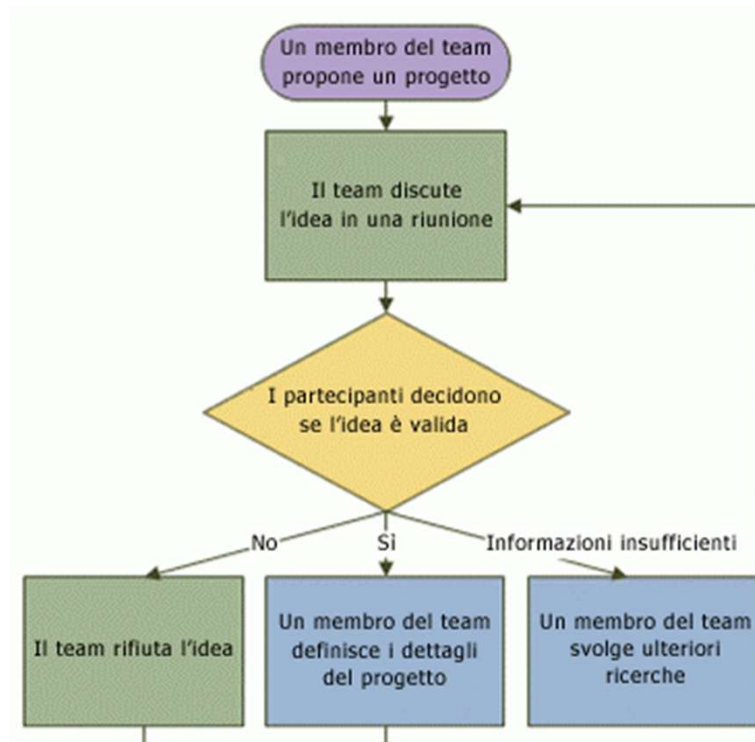 Un membro del team
propone un progetto
Il team discute
l'idea in una riunione
I partecipanti decidono
se l'idea è valida
No
Sì
Informazioni insufficienti
Il team rifiuta l'idea
Un membro del team
definisce i dettagli
del progetto
Un membro del team
svolge ulteriori
ricerche